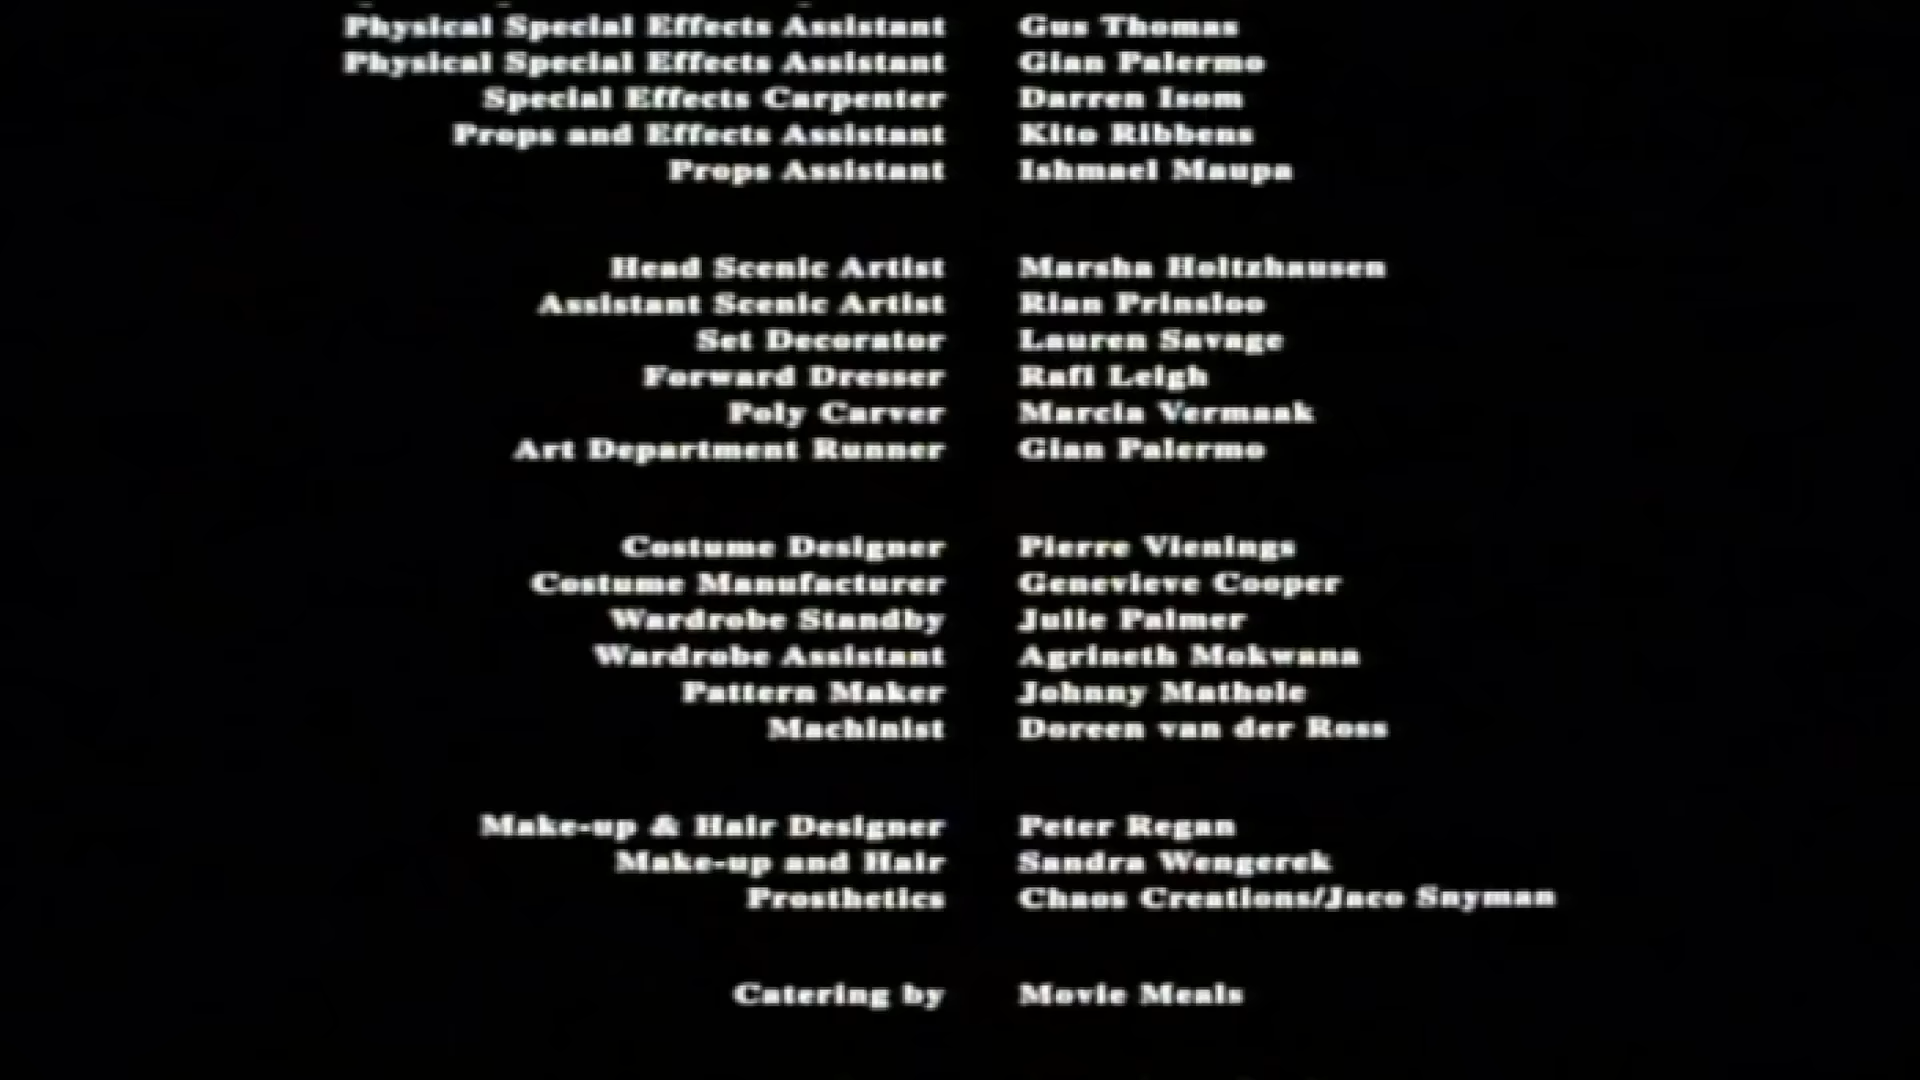 Physical Special Effects Assistant Gus Thomas
Physical Special Effects Assistant Gian Palermo
Special Effects Carpenter Darren Isom
Props and Effects Assistant Kito Ribbens
Props Assistant Ishmael Maupa
Head Scenic Artist Marsha Holtzhausen
Assistant Scenic Artist Rian Prinsloo
Set Decorator Lauren Savage
Forward Dresser Rafi Leigh
Poly Carver Marcia Vermaak
Art Department Runner Gian Palermo
Costume Designer Pierre Vienings
Costume Manufacturer Genevieve Cooper
Wardrobe Standby Julie Palmer
Wardrobe Assistant Agrineth Mokwana
Pattern Maker Johnny Mathole
Machinist Doreen van der Ross
Make-up & Hair Designer Peter Regan
Make-up and Hair Sandra Wengerek
Prosthetics Chaos Creations/Jaco Snyman
Catering by Movie Meals